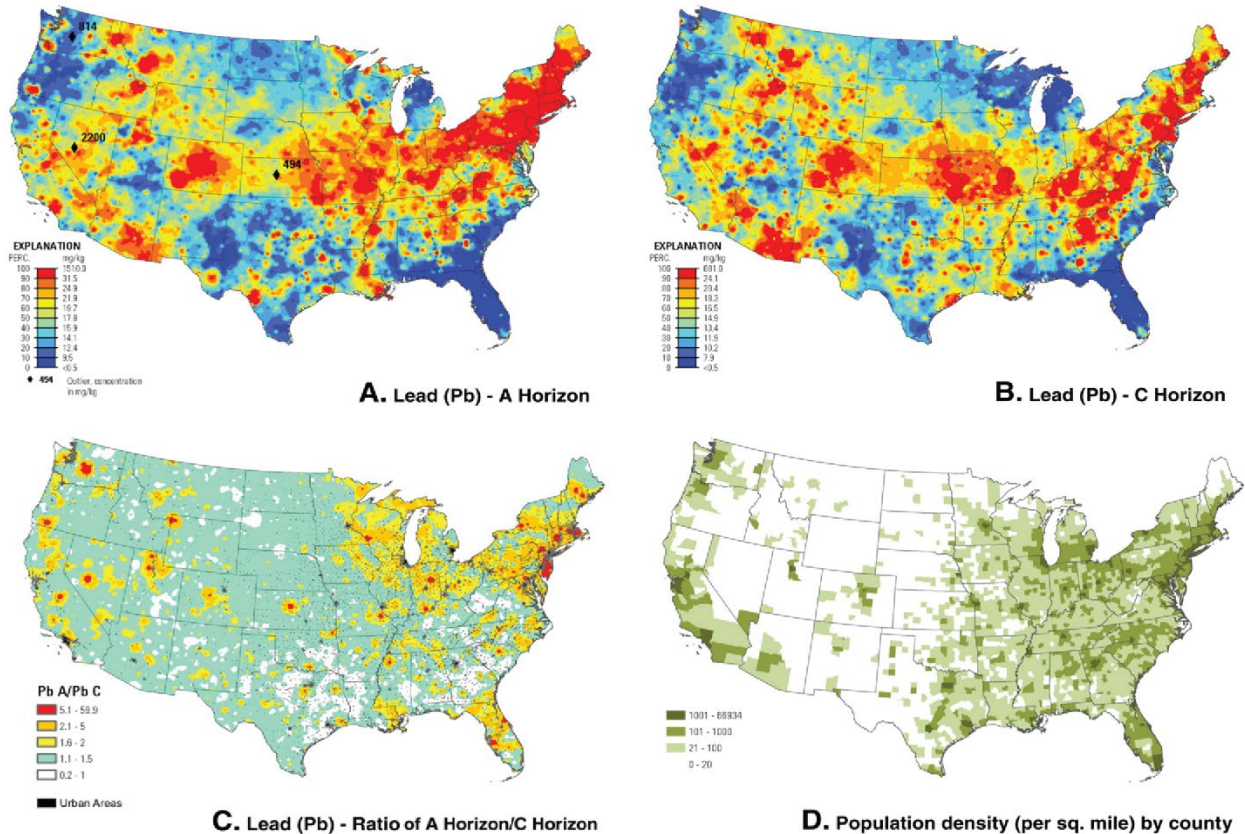 814
2200
494
EXPLANATION
PERC. mg/kg
100 1510.0
90 31.5
80 24.9
70 21.9
60 19.7
50 17.8
40 15.9
30 14.1
20 12.4
10 9.5
0 <0.5
494 Outlier, concentration
in mg/kg
A. Lead (Pb) - A Horizon
EXPLANATION
PERC. mg/kg
100 681.0
90 24.1
80 20.4
70 18.3
60 16.5
50 14.9
40 13.4
30 11.9
20 10.2
10 7.9
0 <0.5
B. Lead (Pb) - C Horizon
Pb A/Pb C
5.1 - 59.9
2.1 - 5
1.6 - 2
1.1 - 1.5
0.2 - 1
Urban Areas
C. Lead (Pb) - Ratio of A Horizon/C Horizon
1001 - 66934
101 - 1000
21 - 100
0 - 20
D. Population density (per sq. mile) by county